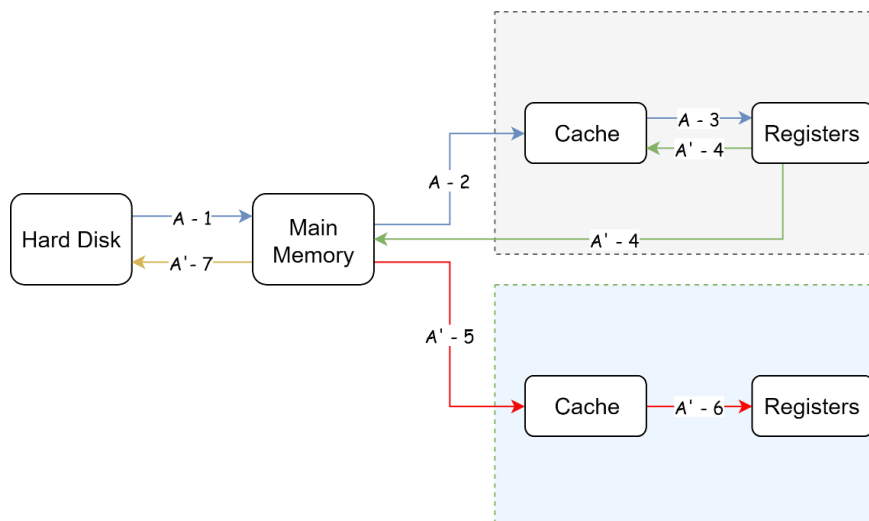 Cache
A - 3
Registers
A' - 4
A - 2
Hard Disk
A - 1
Main
Memory
A' - 4
A'- 7
A' - 5
Cache
A' - 6
Registers